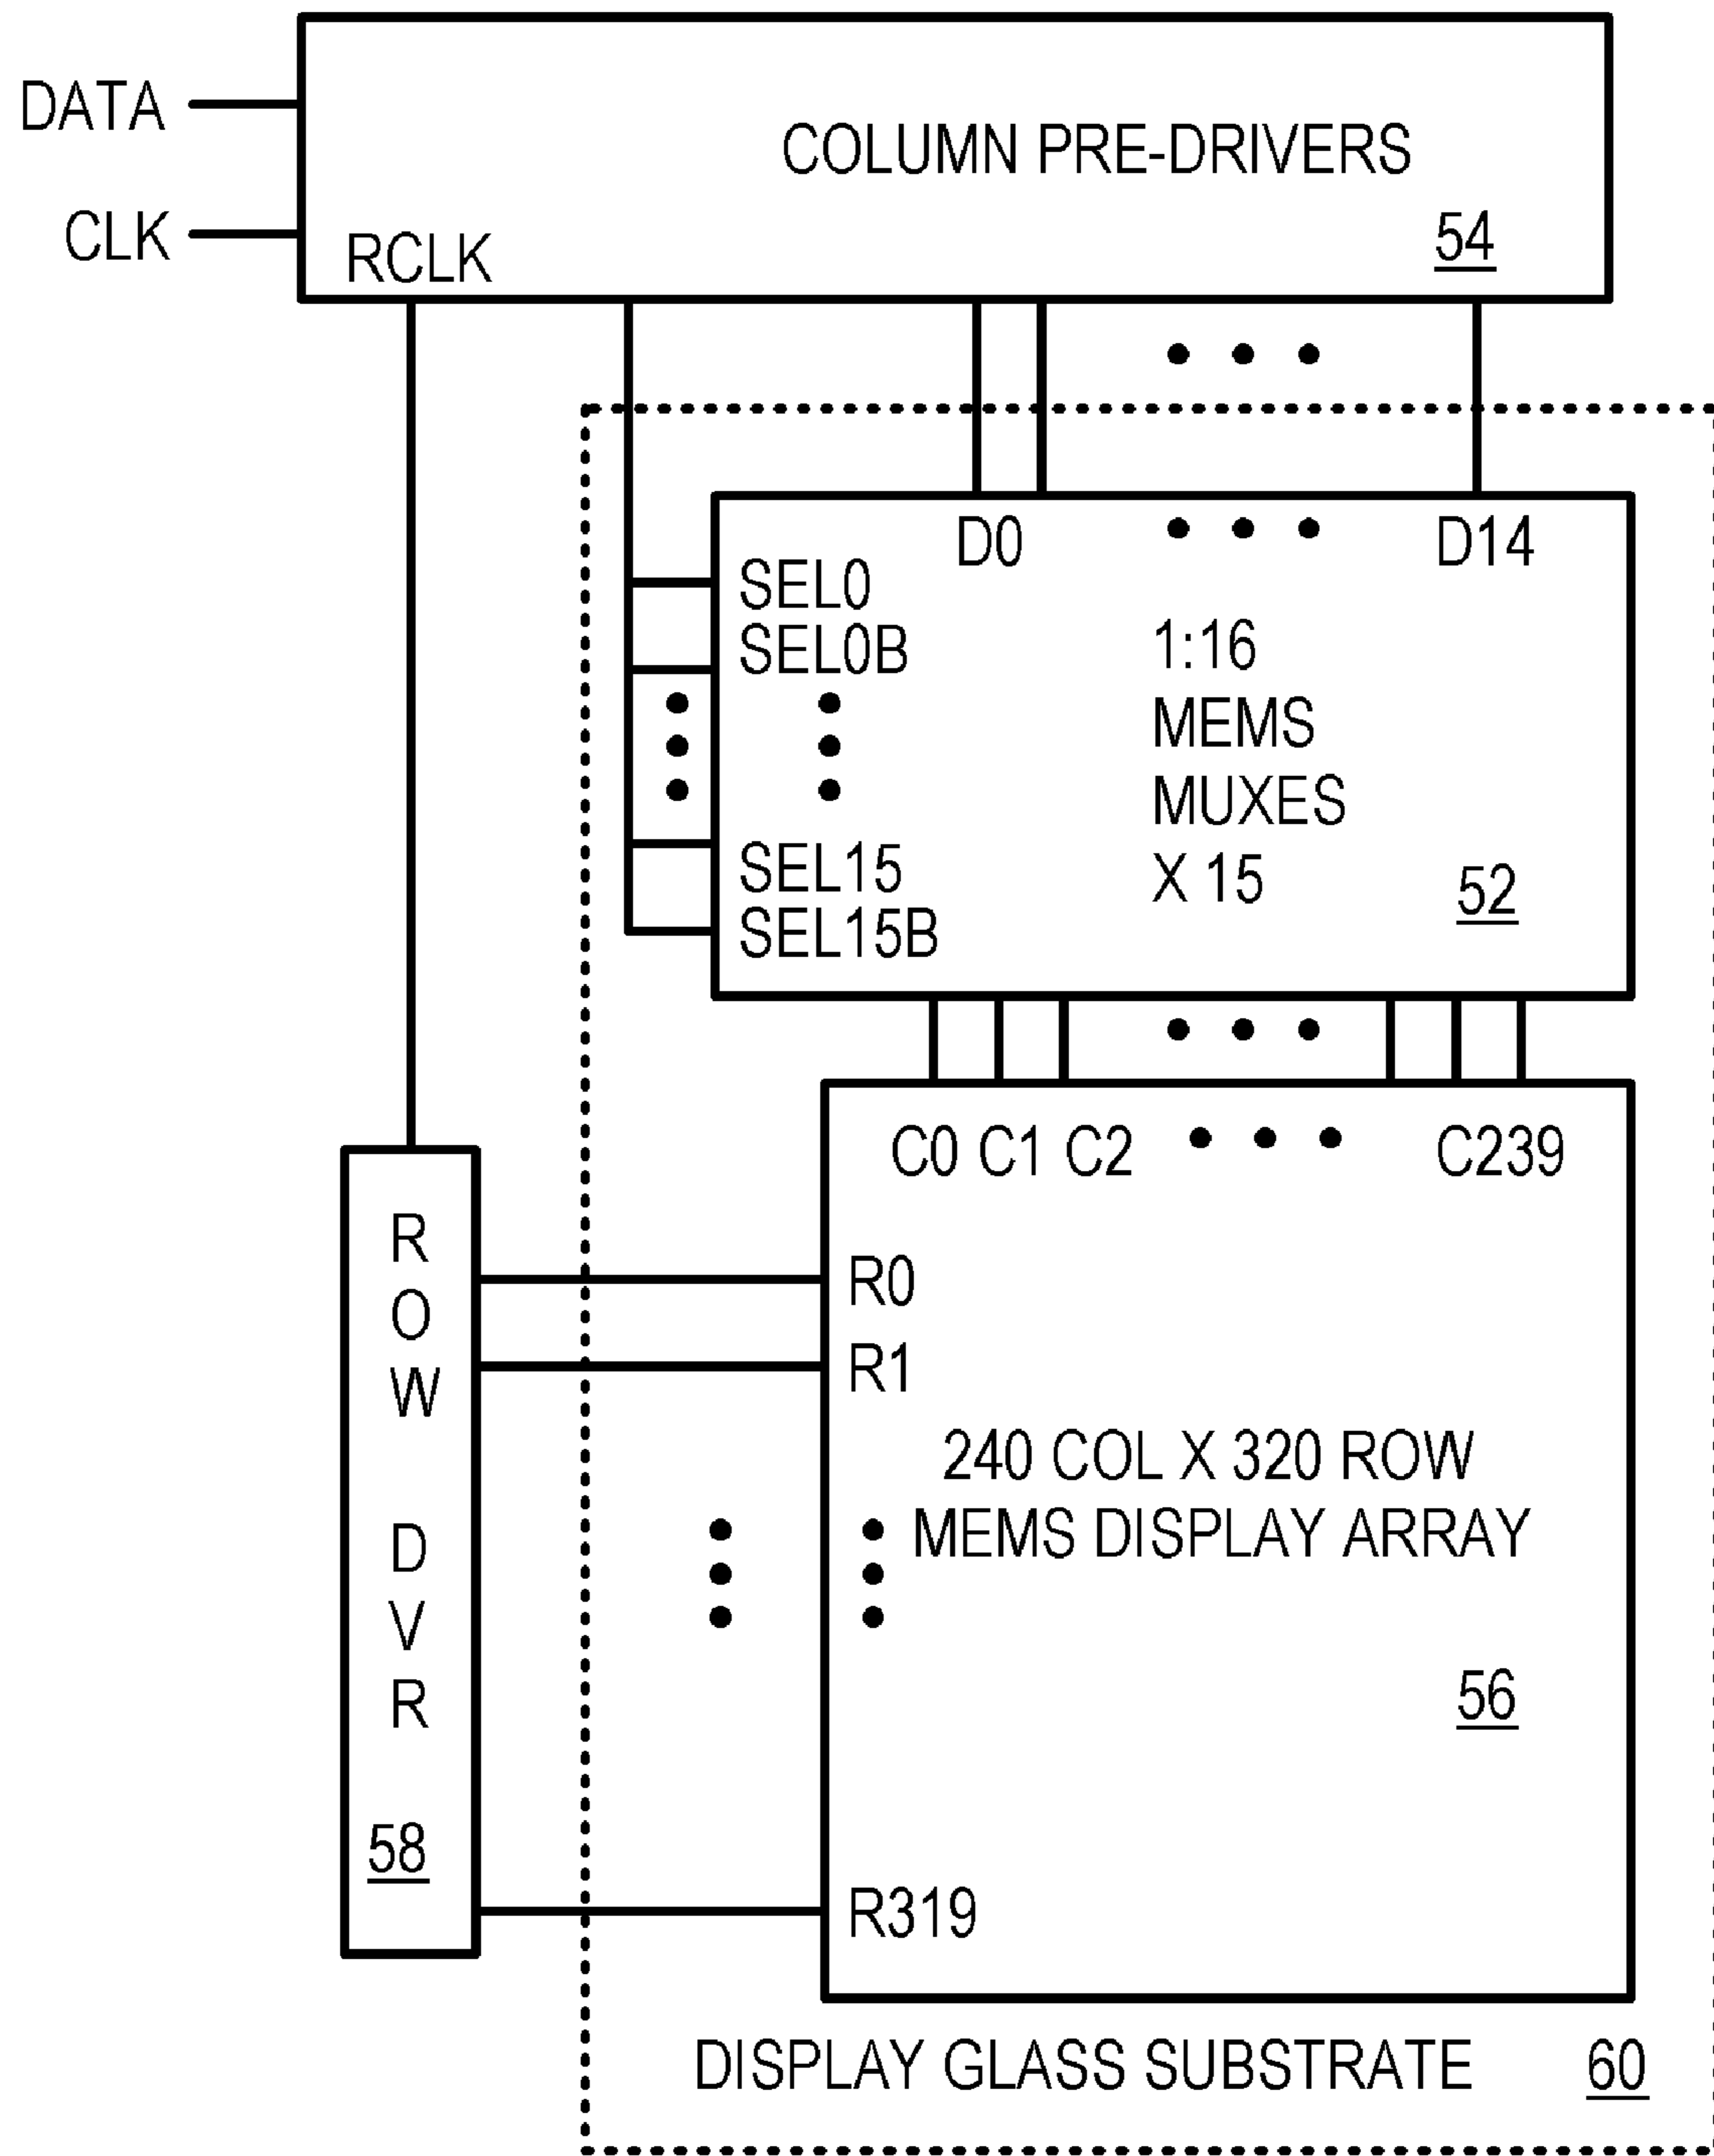 DATA
COLUMN PRE-DRIVERS
CLK
RCLK
54
D0
D14
SEL0
SEL0B
1:16
MEMS
MUXES
X 15
SEL15
SEL15B
52
C0 C1 C2
C239
ROW DVR
58
R0
R1
240 COL X 320 ROW
MEMS DISPLAY ARRAY
56
R319
DISPLAY GLASS SUBSTRATE 60